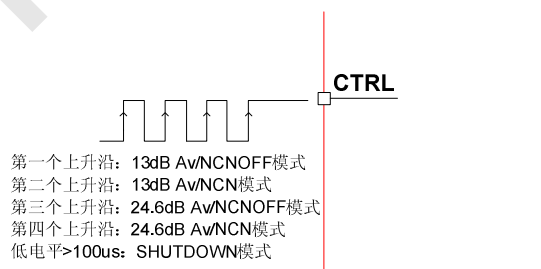 CTRL
第一个上升沿：13dB Av/NCNOFF模式
第二个上升沿：13dB Av/NCN模式
第三个上升沿：24.6dB Av/NCNOFF模式
第四个上升沿：24.6dB Av/NCN模式
低电平>100us：SHUTDOWN模式